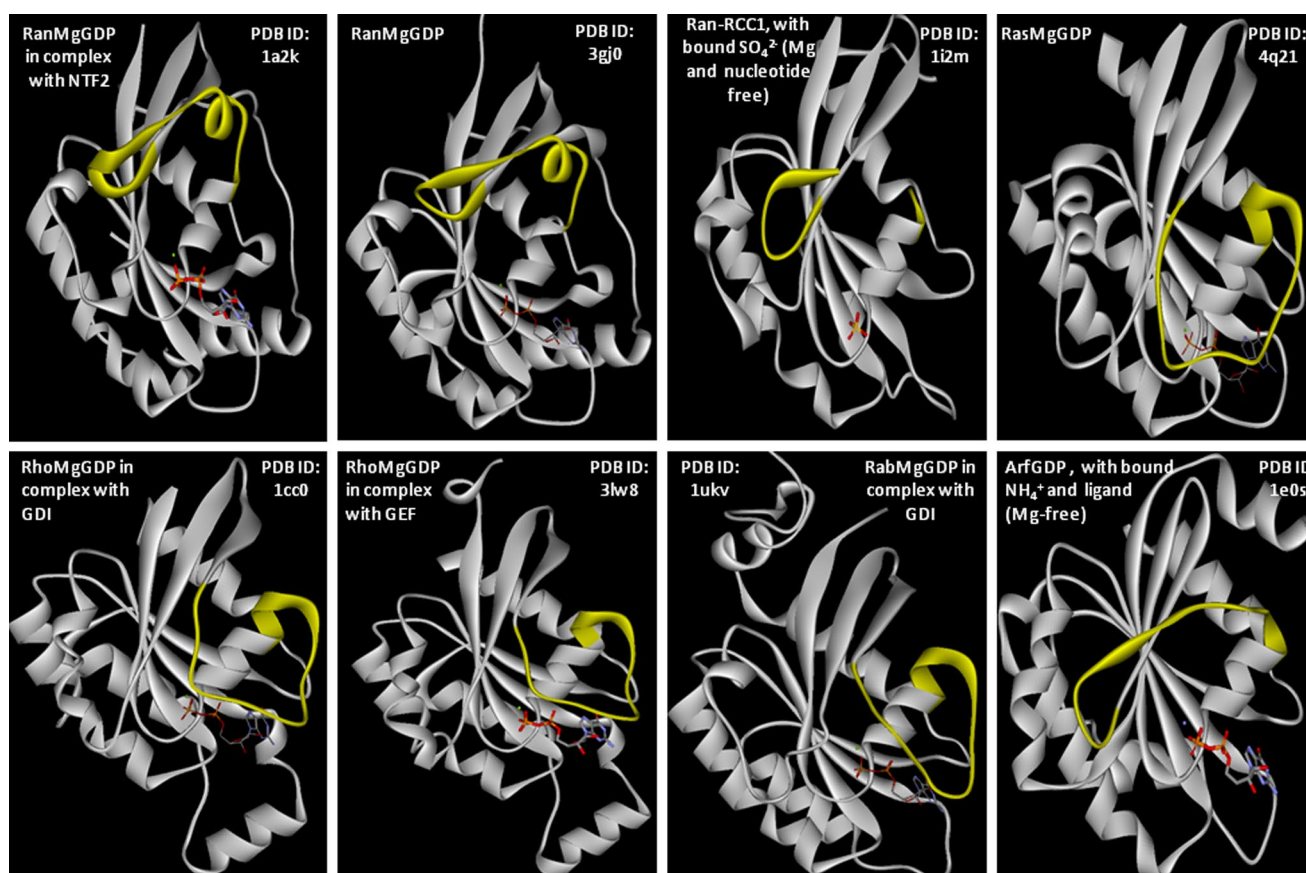 RanMgGDP
in complex
with NTF2
PDB ID:
1a2k
RanMgGDP
PDB ID:
3gj0
Ran-RCC1, with
bound SO₄²⁻ (Mg
and nucleotide
free)
PDB ID:
1i2m
RasMgGDP
PDB ID:
4q21
RhoMgGDP in
complex with
GDI
PDB ID:
1cc0
RhoMgGDP
in complex
with GEF
PDB ID:
3lw8
PDB ID:
1ukv
RabMgGDP in
complex with
GDI
ArfGDP , with bound
NH₄⁺ and ligand
(Mg-free)
PDB ID
1e0s